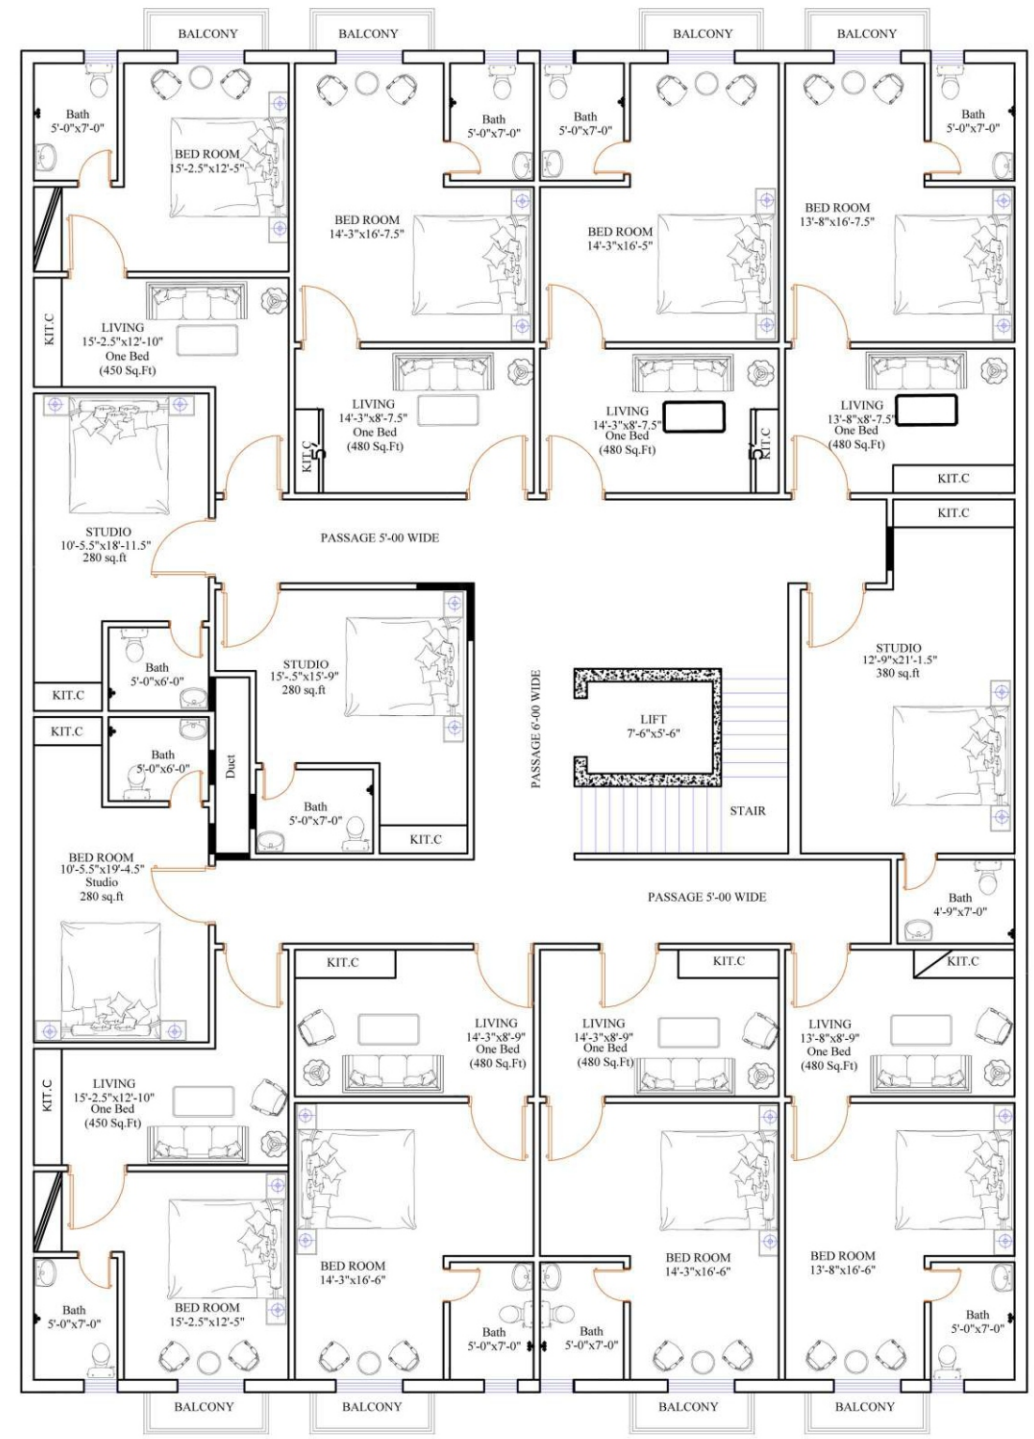 BALCONY
BALCONY
BALCONY
BALCONY
Bath
5'-0"x7'-0"
BED ROOM
15'-2.5"x12'-5"
Bath
5'-0"x7'-0"
Bath
5'-0"x7'-0"
Bath
5'-0"x7'-0"
BED ROOM
14'-3"x16'-7.5"
BED ROOM
14'-3"x16'-5"
BED ROOM
13'-8"x16'-7.5"
KIT.C
LIVING
15'-2.5"x12'-10"
One Bed
(450 Sq.Ft)
LIVING
14'-3"x8'-7.5"
One Bed
(480 Sq.Ft)
KIT.C
5'
LIVING
14'-3"x8'-7.5"
One Bed
(480 Sq.Ft)
KIT.C
5'
LIVING
13'-8"x8'-7.5"
One Bed
(480 Sq.Ft)
KIT.C
KIT.C
STUDIO
10'-5.5"x18'-11.5"
280 sq.ft
PASSAGE 5'-00 WIDE
STUDIO
15'-.5"x15'-9"
280 sq.ft
STUDIO
12'-9"x21'-1.5"
380 sq.ft
Bath
5'-0"x6'-0"
KIT.C
KIT.C
PASSAGE 6'-00 WIDE
LIFT
7'-6"x5'-6"
Bath
5'-0"x6'-0"
Duct
Bath
5'-0"x7'-0"
KIT.C
STAIR
BED ROOM
10'-5.5"x19'-4.5"
Studio
280 sq.ft
PASSAGE 5'-00 WIDE
Bath
4'-9"x7'-0"
KIT.C
KIT.C
KIT.C
LIVING
14'-3"x8'-9"
One Bed
(480 Sq.Ft)
LIVING
14'-3"x8'-9"
One Bed
(480 Sq.Ft)
LIVING
13'-8"x8'-9"
One Bed
(480 Sq.Ft)
KIT.C
LIVING
15'-2.5"x12'-10"
One Bed
(450 Sq.Ft)
BED ROOM
14'-3"x16'-6"
BED ROOM
14'-3"x16'-6"
BED ROOM
13'-8"x16'-6"
Bath
5'-0"x7'-0"
BED ROOM
15'-2.5"x12'-5"
Bath
5'-0"x7'-0"
Bath
5'-0"x7'-0"
Bath
5'-0"x7'-0"
BALCONY
BALCONY
BALCONY
BALCONY